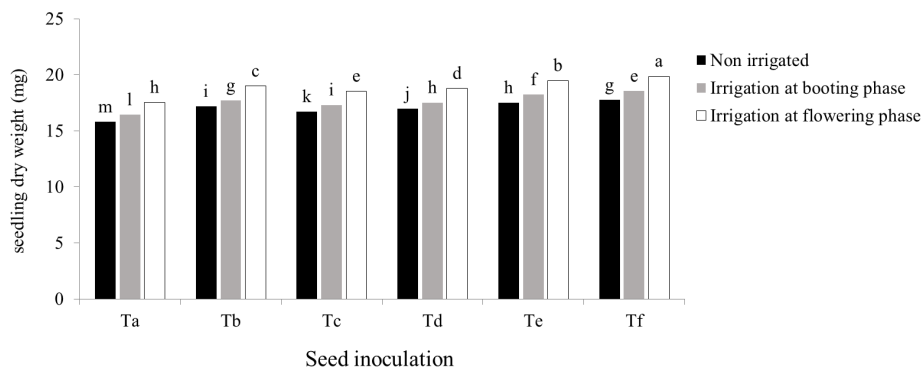 25
20
15
10
5
0
seedling dry weight (mg)
m l h i g c k i e j h d h f b g e a
Ta Tb Tc Td Te Tf
Seed inoculation
Non irrigated
Irrigation at booting phase
Irrigation at flowering phase